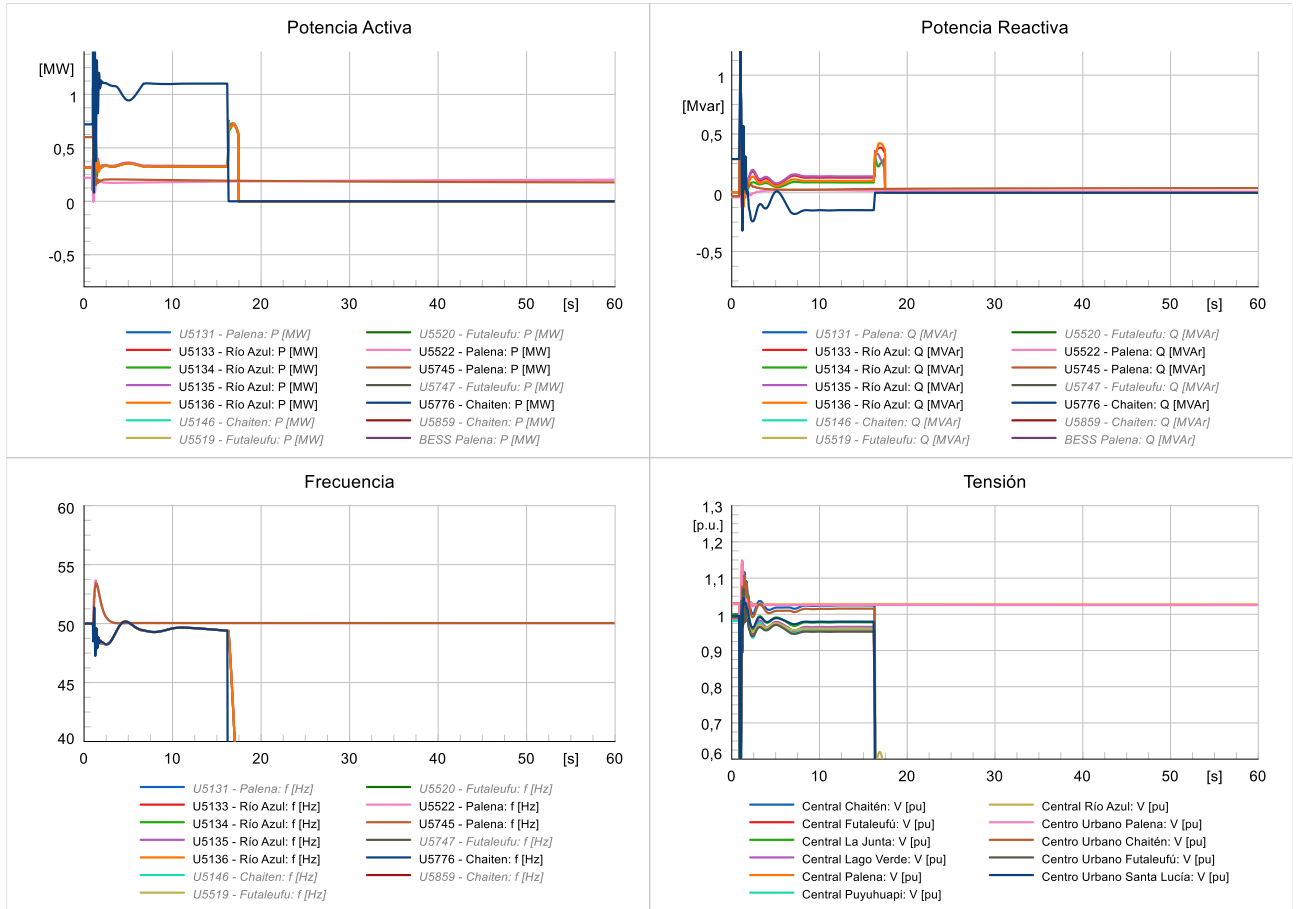 Potencia Activa
[MW]
1
0,5
0
-0,5
0 10 20 30 40 50 [s] 60
U5131 - Palena: P [MW] U5520 - Futaleufu: P [MW]
U5133 - Río Azul: P [MW] U5522 - Palena: P [MW]
U5134 - Río Azul: P [MW] U5745 - Palena: P [MW]
U5135 - Río Azul: P [MW] U5747 - Futaleufu: P [MW]
U5136 - Río Azul: P [MW] U5776 - Chaiten: P [MW]
U5146 - Chaiten: P [MW] U5859 - Chaiten: P [MW]
U5519 - Futaleufu: P [MW] BESS Palena: P [MW]
Potencia Reactiva
1
[Mvar]
0,5
0
-0,5
0 10 20 30 40 50 [s] 60
U5131 - Palena: Q [MVAr] U5520 - Futaleufu: Q [MVAr]
U5133 - Río Azul: Q [MVAr] U5522 - Palena: Q [MVAr]
U5134 - Río Azul: Q [MVAr] U5745 - Palena: Q [MVAr]
U5135 - Río Azul: Q [MVAr] U5747 - Futaleufu: Q [MVAr]
U5136 - Río Azul: Q [MVAr] U5776 - Chaiten: Q [MVAr]
U5146 - Chaiten: Q [MVAr] U5859 - Chaiten: Q [MVAr]
U5519 - Futaleufu: Q [MVAr] BESS Palena: Q [MVAr]
Frecuencia
60
55
50
45
40
0 10 20 30 40 50 [s] 60
U5131 - Palena: f [Hz] U5520 - Futaleufu: f [Hz]
U5133 - Río Azul: f [Hz] U5522 - Palena: f [Hz]
U5134 - Río Azul: f [Hz] U5745 - Palena: f [Hz]
U5135 - Río Azul: f [Hz] U5747 - Futaleufu: f [Hz]
U5136 - Río Azul: f [Hz] U5776 - Chaiten: f [Hz]
U5146 - Chaiten: f [Hz] U5859 - Chaiten: f [Hz]
U5519 - Futaleufu: f [Hz]
Tensión
1,3
[p.u.]
1,2
1,1
1
0,9
0,8
0,7
0,6
0 10 20 30 40 50 [s] 60
Central Chaitén: V [pu] Central Río Azul: V [pu]
Central Futaleufú: V [pu] Centro Urbano Palena: V [pu]
Central La Junta: V [pu] Centro Urbano Chaitén: V [pu]
Central Lago Verde: V [pu] Centro Urbano Futaleufú: V [pu]
Central Palena: V [pu] Centro Urbano Santa Lucía: V [pu]
Central Puyuhuapi: V [pu]